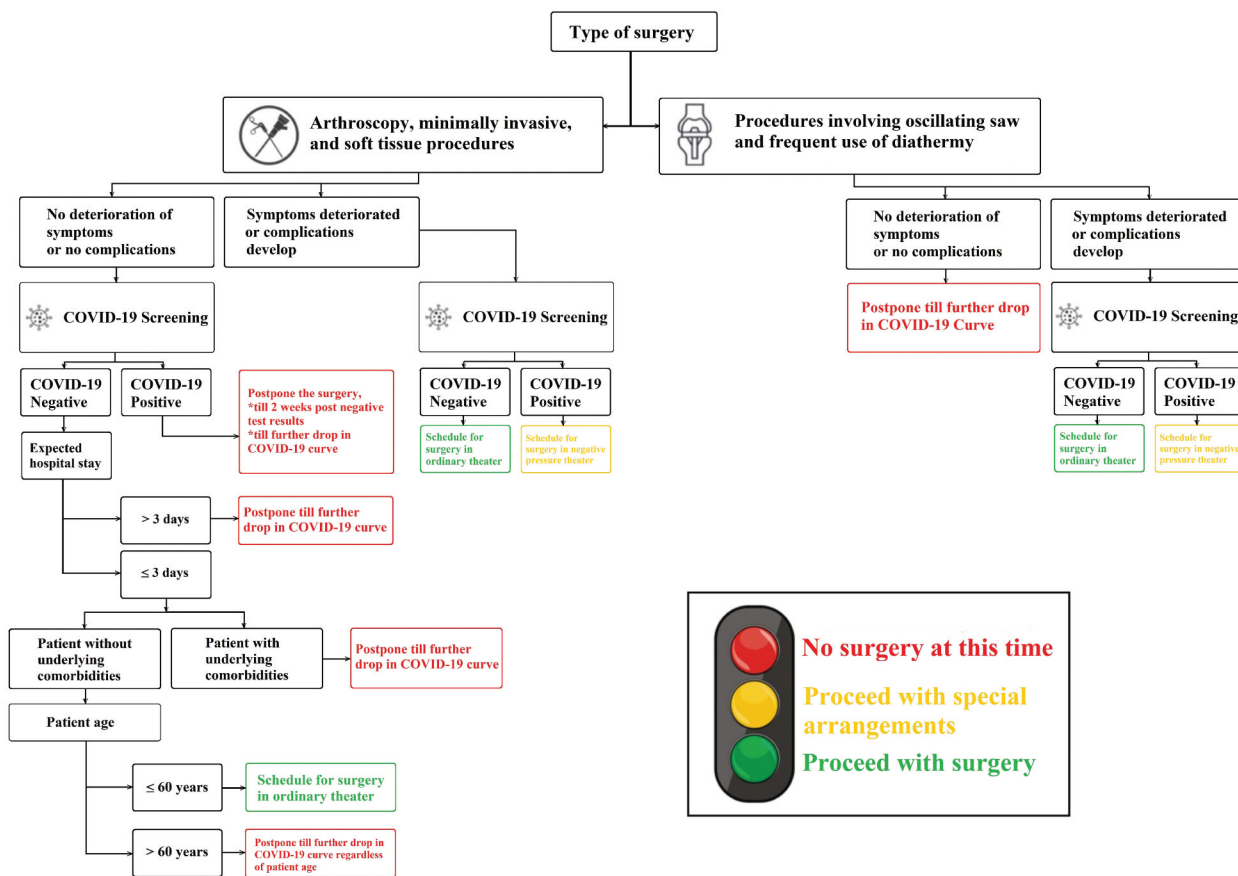 Type of surgery
Arthroscopy, minimally invasive,
and soft tissue procedures
Procedures involving oscillating saw
and frequent use of diathermy
No deterioration of
symptoms
or no complications
Symptoms deteriorated
or complications
develop
No deterioration of
symptoms
or no complications
Symptoms deteriorated
or complications
develop
COVID-19 Screening
COVID-19 Screening
Postpone till further drop
in COVID-19 Curve
COVID-19 Screening
COVID-19
Negative
COVID-19
Positive
Postpone the surgery,
*till 2 weeks post negative
test results
*till further drop in
COVID-19 curve
COVID-19
Negative
COVID-19
Positive
COVID-19
Negative
COVID-19
Positive
Schedule for
surgery in
ordinary theater
Schedule for
surgery in negative
pressure theater
Schedule for
surgery in
ordinary theater
Schedule for
surgery in negative
pressure theater
Expected
hospital stay
> 3 days
Postpone till further
drop in COVID-19 curve
≤ 3 days
Patient without
underlying
comorbidities
Patient with
underlying
comorbidities
Postpone till further
drop in COVID-19 curve
Patient age
≤ 60 years
Schedule for surgery
in ordinary theater
> 60 years
Postpone till further drop in
COVID-19 curve regardless
of patient age
No surgery at this time
Proceed with special
arrangements
Proceed with surgery